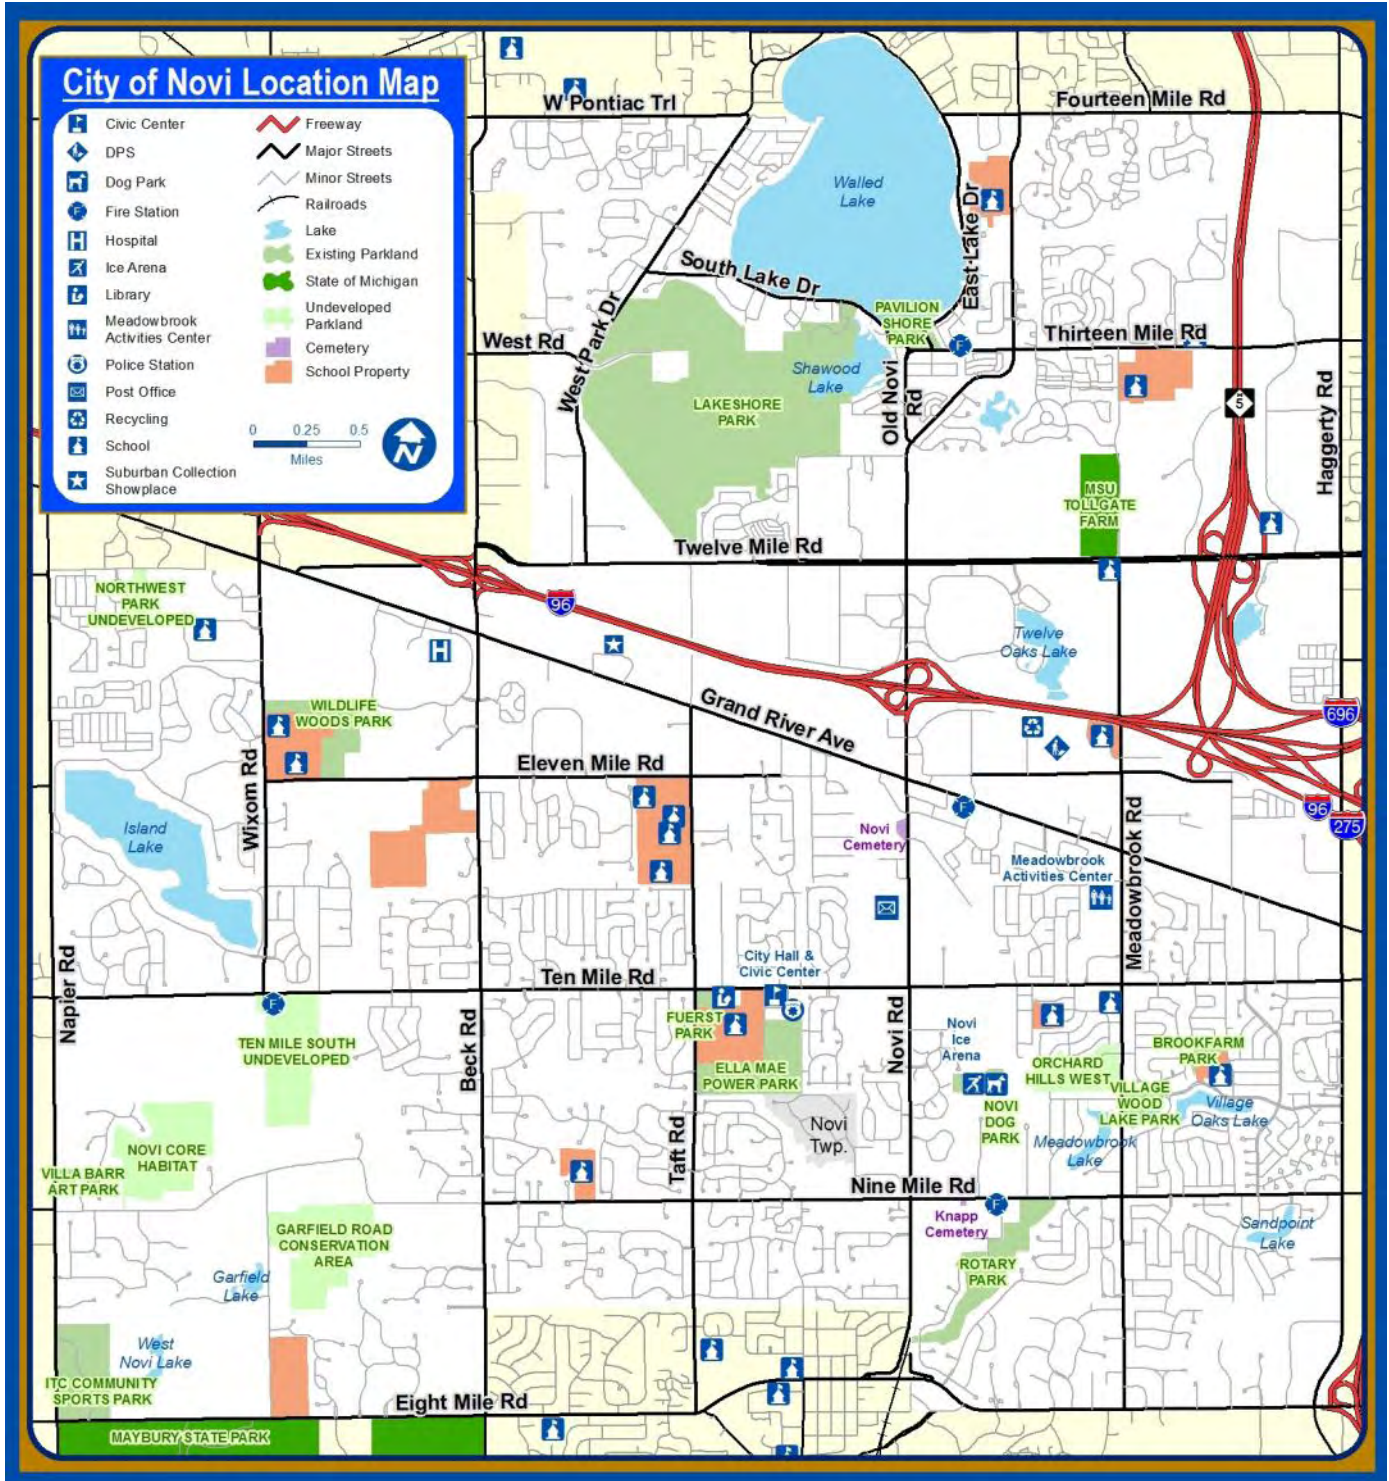 City of Novi Location Map
Civic Center
DPS
Dog Park
Fire Station
Hospital
Ice Arena
Library
Meadowbrook
Activities Center
Police Station
Post Office
Recycling
School
Suburban Collection
Showplace
Freeway
Major Streets
Minor Streets
Railroads
Lake
Existing Parkland
State of Michigan
Undeveloped
Parkland
Cemetery
School Property
0 0.25 0.5
Miles
N
W Pontiac Trl
Fourteen Mile Rd
Walled
Lake
East Lake Dr
South Lake Dr
PAVILION
SHORE
PARK
West Park Dr
West Rd
Thirteen Mile Rd
Shawood
Lake
Old Novi
Rd
LAKESHORE
PARK
5
Haggerty Rd
MSU
TOLLGATE
FARM
Twelve Mile Rd
NORTHWEST
PARK
UNDEVELOPED
96
Twelve
Oaks Lake
WILDLIFE
WOODS PARK
Grand River Ave
696
Eleven Mile Rd
Wixom Rd
96
275
Island
Lake
Novi
Cemetery
Meadowbrook
Activities Center
Meadowbrook Rd
City Hall &
Civic Center
Napier Rd
Ten Mile Rd
F
FUERST
PARK
Beck Rd
Novi Rd
Novi
Ice
Arena
TEN MILE SOUTH
UNDEVELOPED
ELLA MAE
POWER PARK
ORCHARD
HILLS WEST
BROOKFARM
PARK
VILLAGE
WOOD
LAKE PARK
Village
Oaks Lake
NOVI
DOG
PARK
Novi
Twp.
Taft Rd
Meadowbrook
Lake
NOVI CORE
HABITAT
VILLA BARR
ART PARK
Nine Mile Rd
F
Knapp
Cemetery
GARFIELD ROAD
CONSERVATION
AREA
Sandpoint
Lake
ROTARY
PARK
Garfield
Lake
West
Novi Lake
ITC COMMUNITY
SPORTS PARK
Eight Mile Rd
MAYBURY STATE PARK